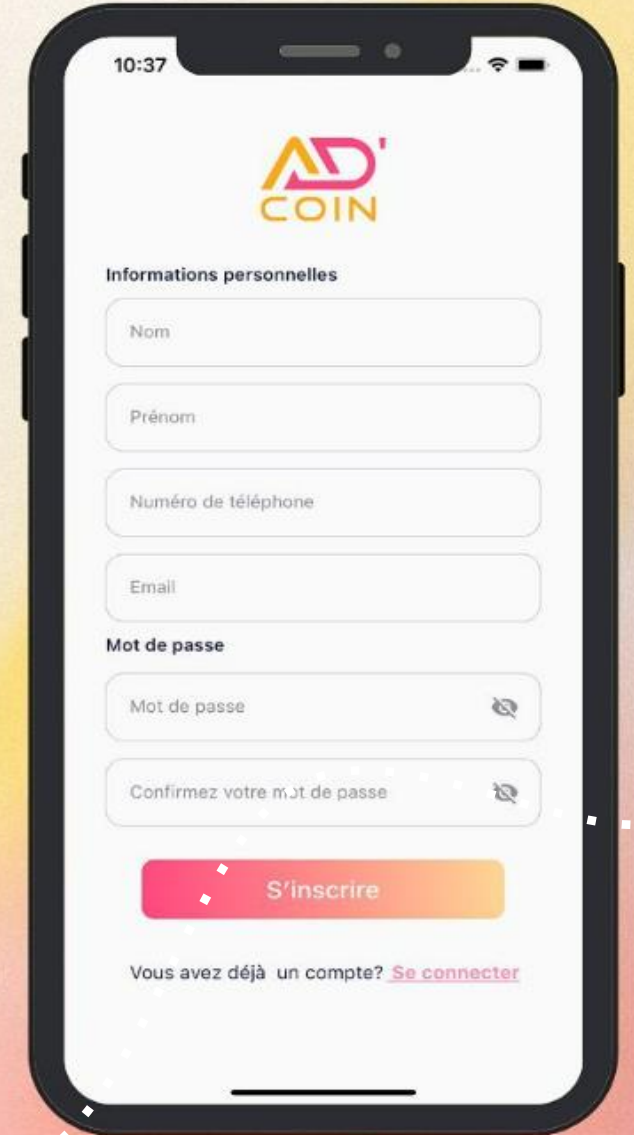 10:37
AD'
COIN
Informations personnelles
Nom
Prénom
Numéro de téléphone
Email
Mot de passe
Mot de passe
Confirmez votre mot de passe
S'inscrire
Vous avez déjà un compte? Se connecter